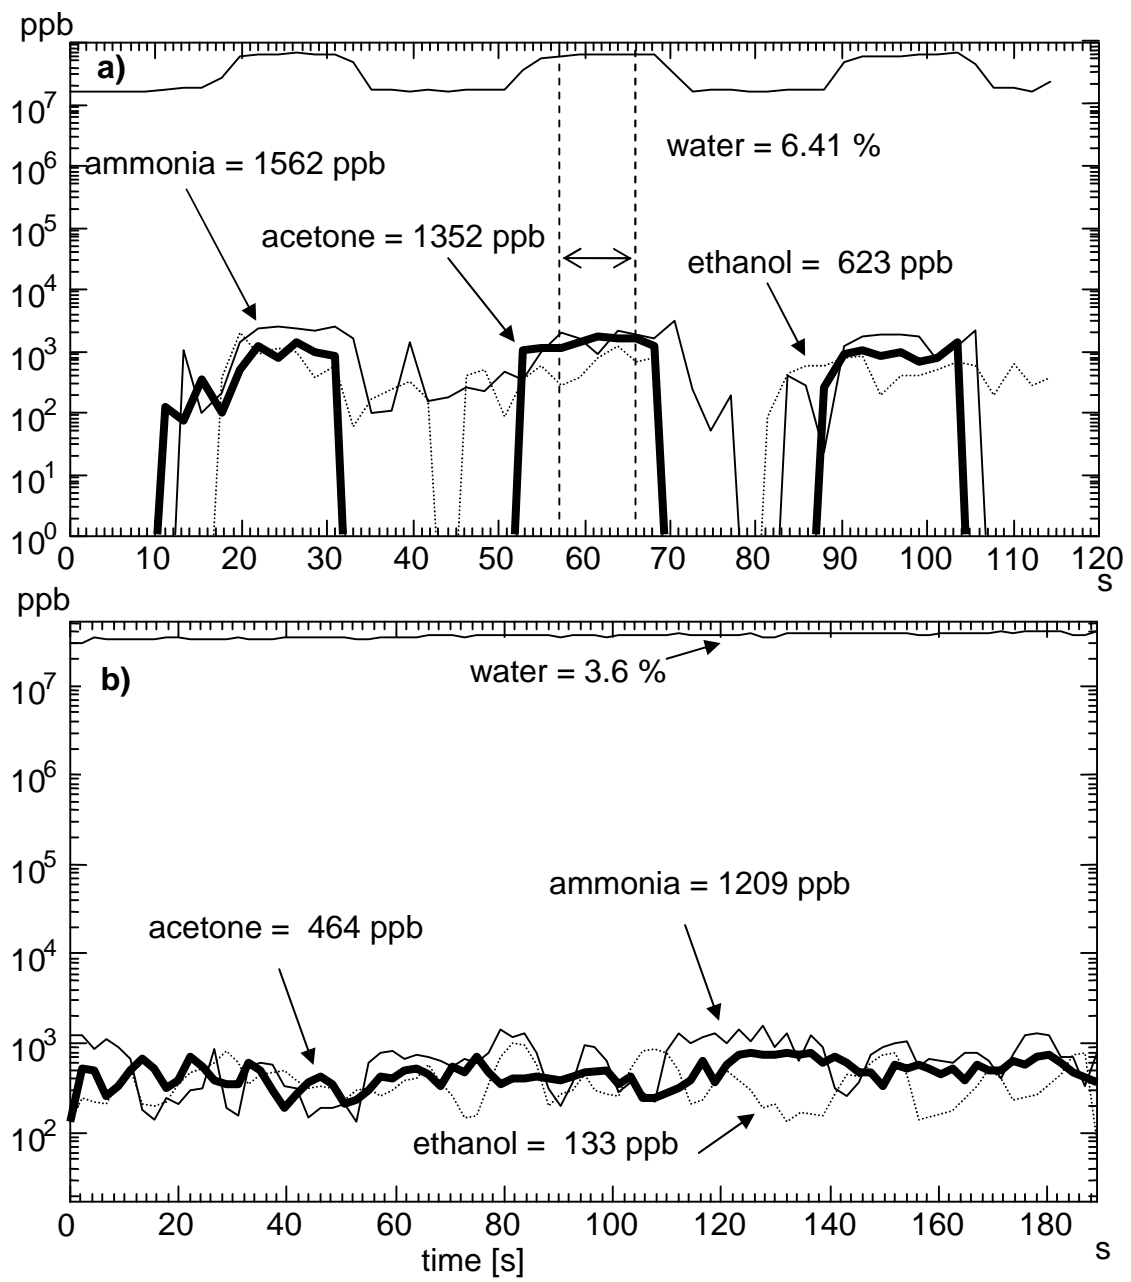 ppb
a)
10^7
water = 6.41 %
10^6
ammonia = 1562 ppb
10^5
acetone = 1352 ppb
ethanol =  623 ppb
10^4
10^3
10^2
10^1
10^0
0 10 20 30 40 50 60 70 80 90 100 110 120
s
ppb
b)
water = 3.6 %
10^7
10^6
10^5
ammonia = 1209 ppb
acetone =  464 ppb
10^4
10^3
10^2
ethanol =  133 ppb
0 20 40 60 80 100 120 140 160 180
time [s]
s